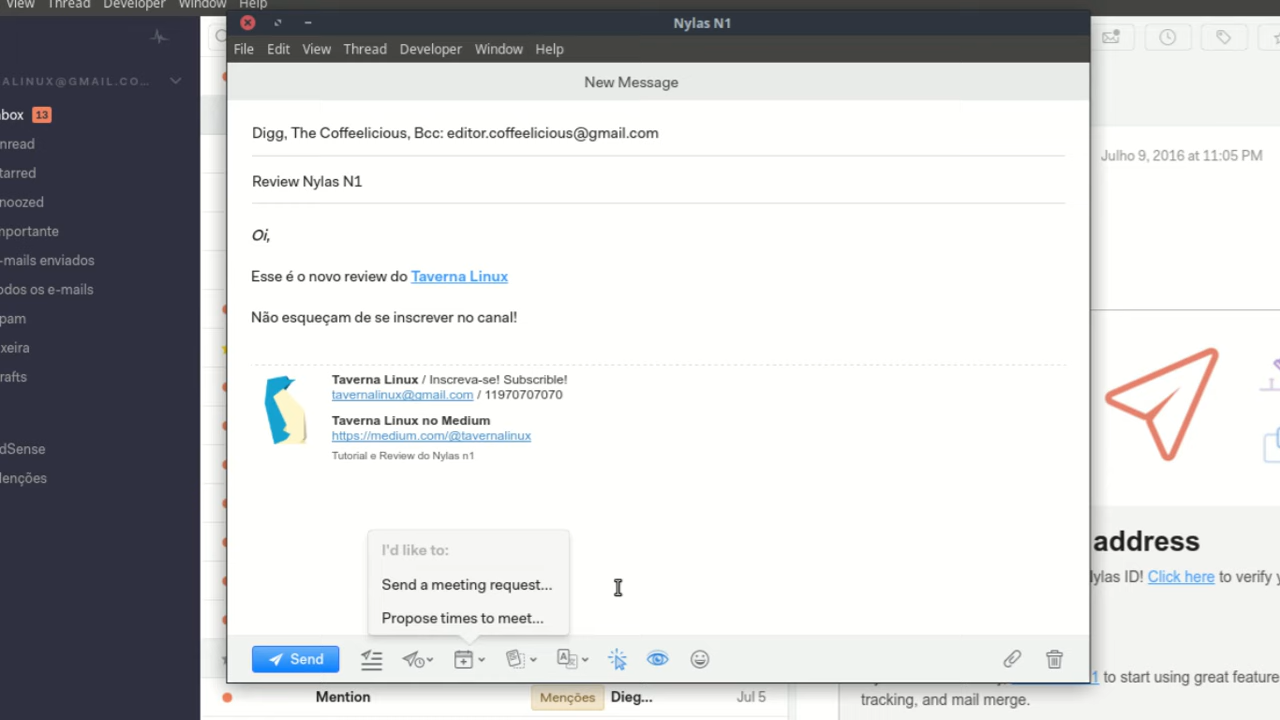 View Thread Developer Window Help
Nylas N1
File Edit View Thread Developer Window Help
ALINUX@GMAIL.CO...
New Message
Digg, The Coffeelicious, Bcc: editor.coffeelicious@gmail.com
Review Nylas N1
Oi,
Esse é o novo review do Taverna Linux
Não esqueçam de se inscrever no canal!
Taverna Linux / Inscreva-se! Subscrible!
tavernalinux@gmail.com / 11970707070
Taverna Linux no Medium
https://medium.com/@tavernalinux
Tutorial e Review do Nylas n1
I'd like to:
Send a meeting request...
Propose times to meet...
Send
box 13
nread
tarred
noozed
mportante
-mails enviados
odos os e-mails
pam
xeira
rafts
dSense
enções
Mention Menções Dieg... Jul 5
Julho 9, 2016 at 11:05 PM
address
ylas ID! Click here to verify y
1 to start using great feature
tracking, and mail merge.